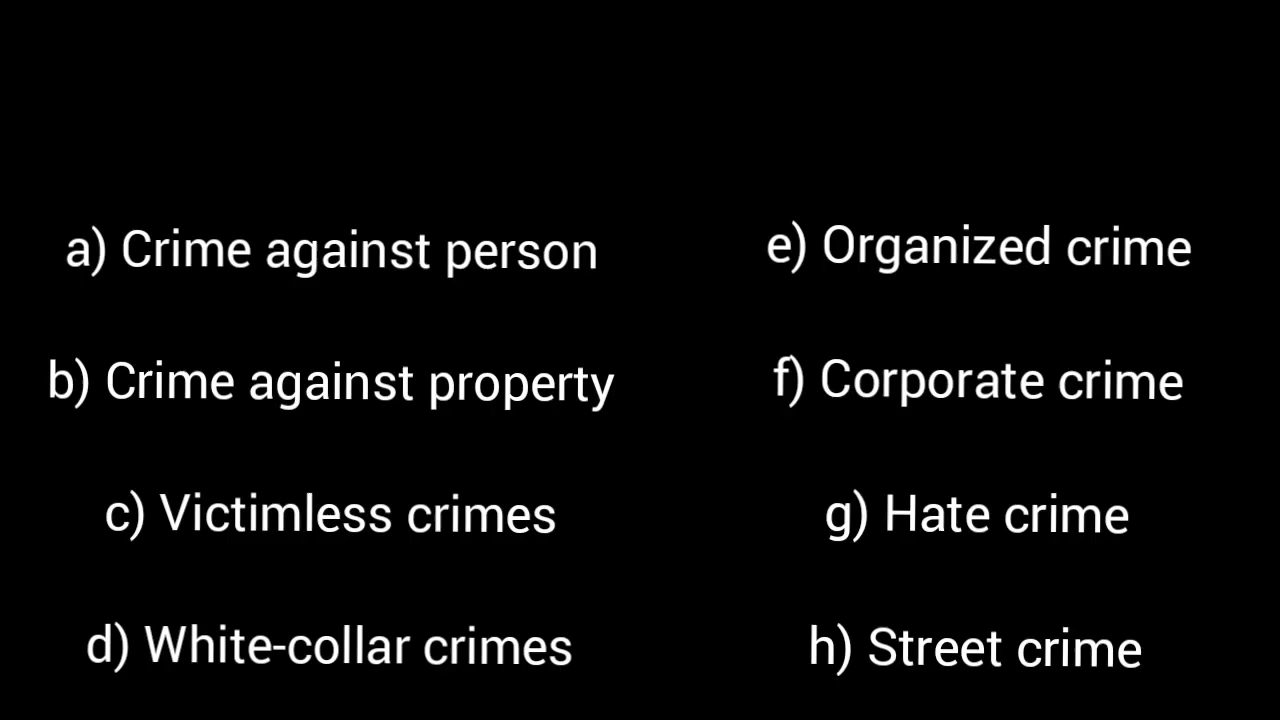 a) Crime against person
b) Crime against property
c) Victimless crimes
d) White-collar crimes
e) Organized crime
f) Corporate crime
g) Hate crime
h) Street crime